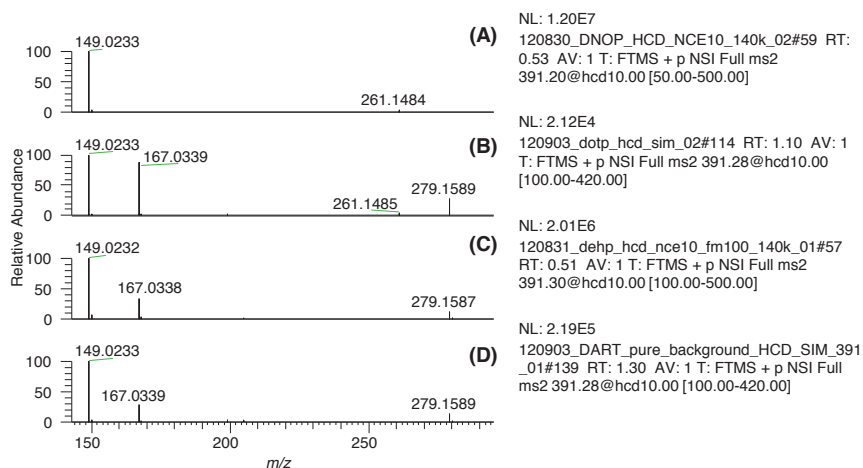 (A)
149.0233
261.1484
NL: 1.20E7
120830_DNOP_HCD_NCE10_140k_02#59 RT:
0.53 AV: 1 T: FTMS + p NSI Full ms2
391.20@hcd10.00 [50.00-500.00]
100
50
0
(B)
149.0233
167.0339
261.1485
279.1589
NL: 2.12E4
120903_dotp_hcd_sim_02#114 RT: 1.10 AV: 1
T: FTMS + p NSI Full ms2 391.28@hcd10.00
[100.00-420.00]
100
50
0
(C)
149.0232
167.0338
279.1587
NL: 2.01E6
120831_dehp_hcd_nce10_fm100_140k_01#57
RT: 0.51 AV: 1 T: FTMS + p NSI Full ms2
391.30@hcd10.00 [100.00-500.00]
100
50
0
(D)
149.0233
167.0339
279.1589
NL: 2.19E5
120903_DART_pure_background_HCD_SIM_391
_01#139 RT: 1.30 AV: 1 T: FTMS + p NSI Full
ms2 391.28@hcd10.00 [100.00-420.00]
100
50
0
Relative Abundance
150 200 250
m/z